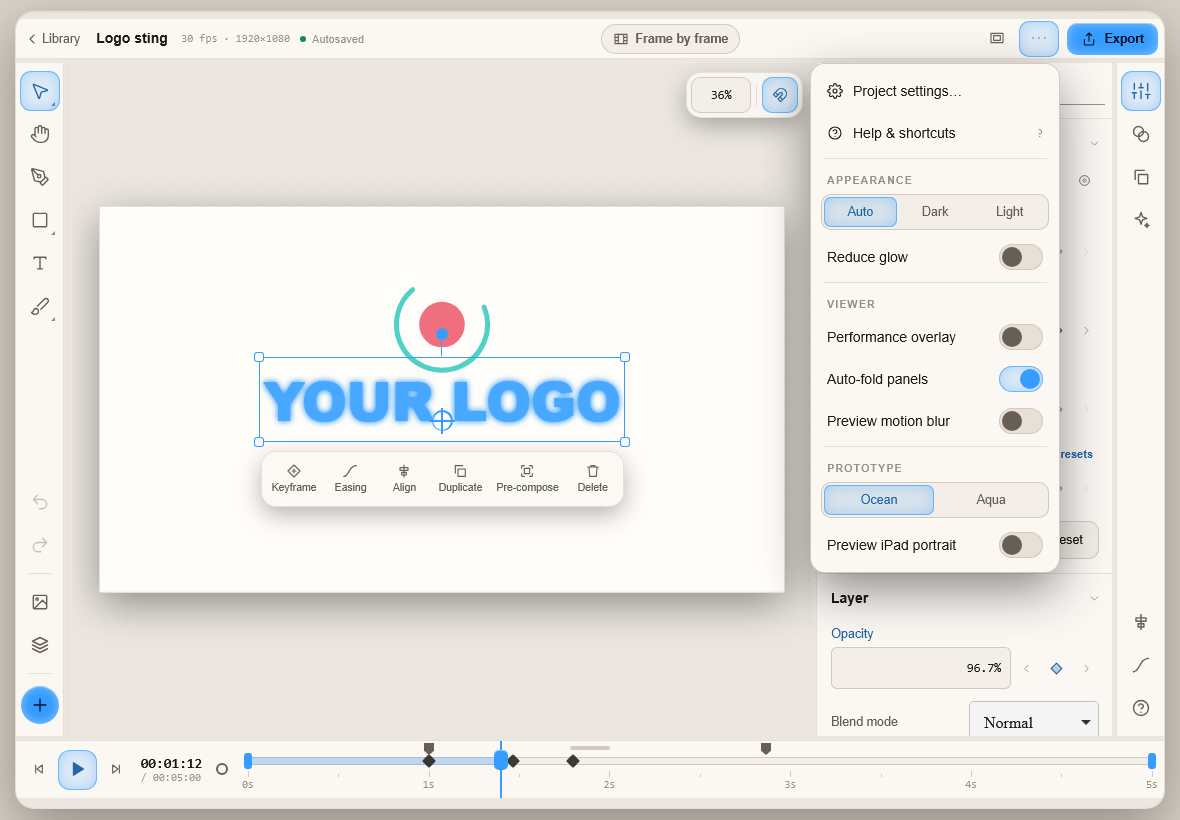 Library
Logo sting
30 fps · 1920×1080
Autosaved
Frame by frame
Export
36%
Project settings…
Help & shortcuts
?
APPEARANCE
Auto
Dark
Light
Reduce glow
VIEWER
Performance overlay
Auto-fold panels
Preview motion blur
PROTOTYPE
Ocean
Aqua
Preview iPad portrait
resets
eset
YOUR LOGO
Keyframe
Easing
Align
Duplicate
Pre-compose
Delete
Layer
Opacity
96.7%
Blend mode
Normal
00:01:12
/ 00:05:00
0s
1s
2s
3s
4s
5s